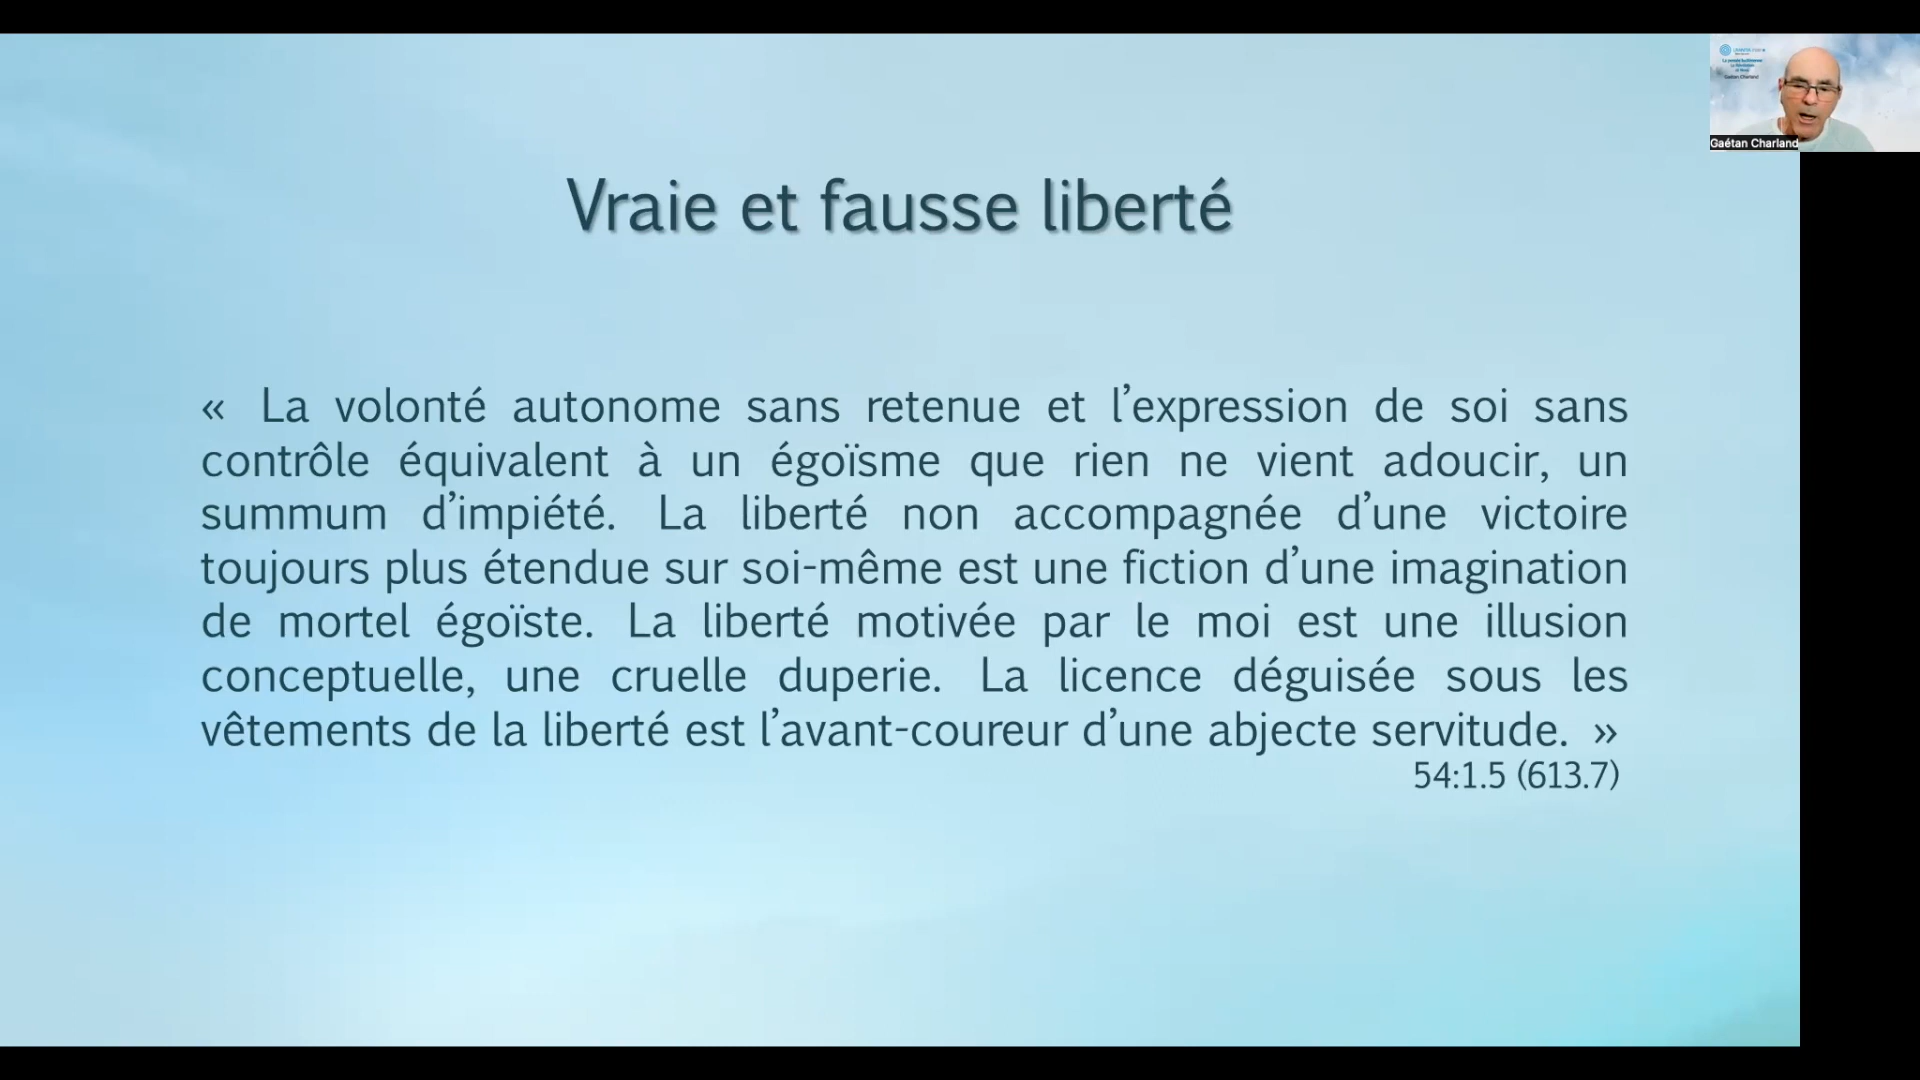 Vraie et fausse liberté
« La volonté autonome sans retenue et l’expression de soi sans
contrôle équivalent à un égoïsme que rien ne vient adoucir, un
summum d’impiété. La liberté non accompagnée d’une victoire
toujours plus étendue sur soi-même est une fiction d’une imagination
de mortel égoïste. La liberté motivée par le moi est une illusion
conceptuelle, une cruelle duperie. La licence déguisée sous les
vêtements de la liberté est l’avant-coureur d’une abjecte servitude. »
54:1.5 (613.7)
Gaétan Charland
Gaétan Charland